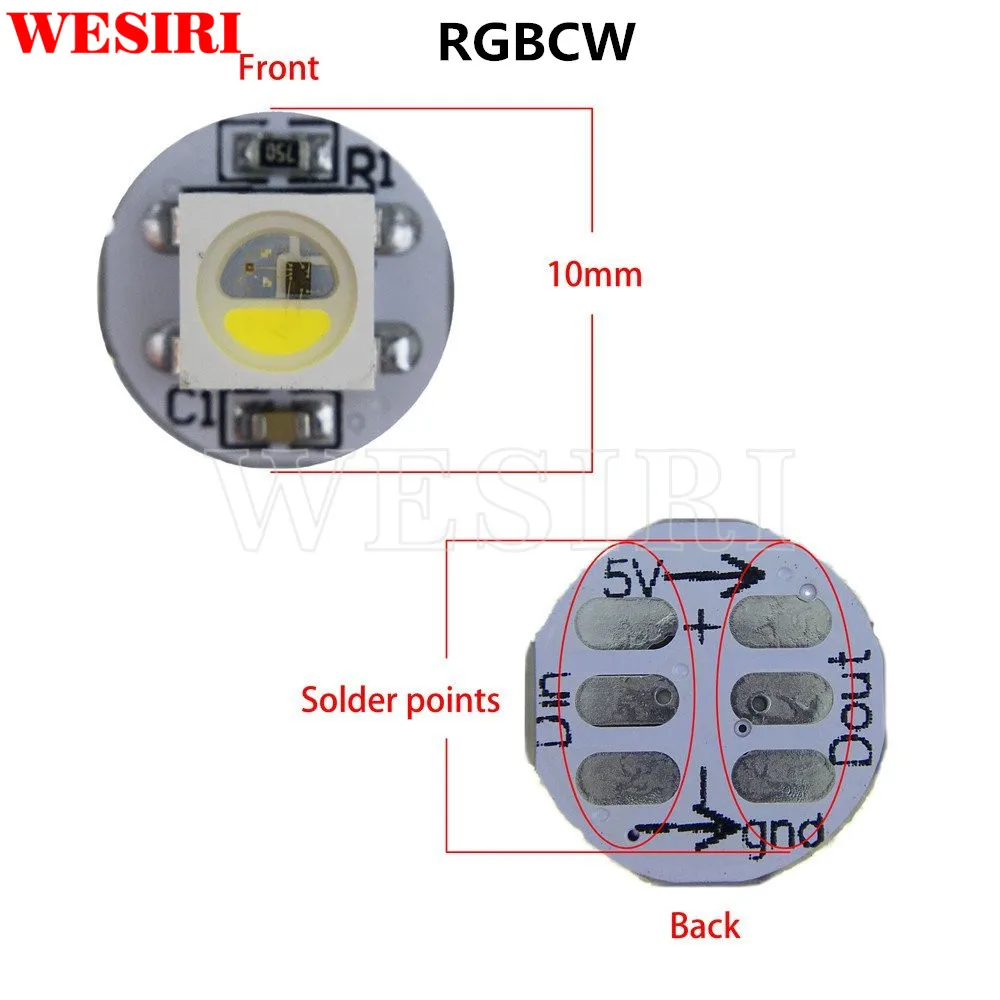 WESIRI
RGBCW
Front
750
R1
10mm
C1
WESIRI
5V
+
Solder points
Din
Dout
-
gnd
Back